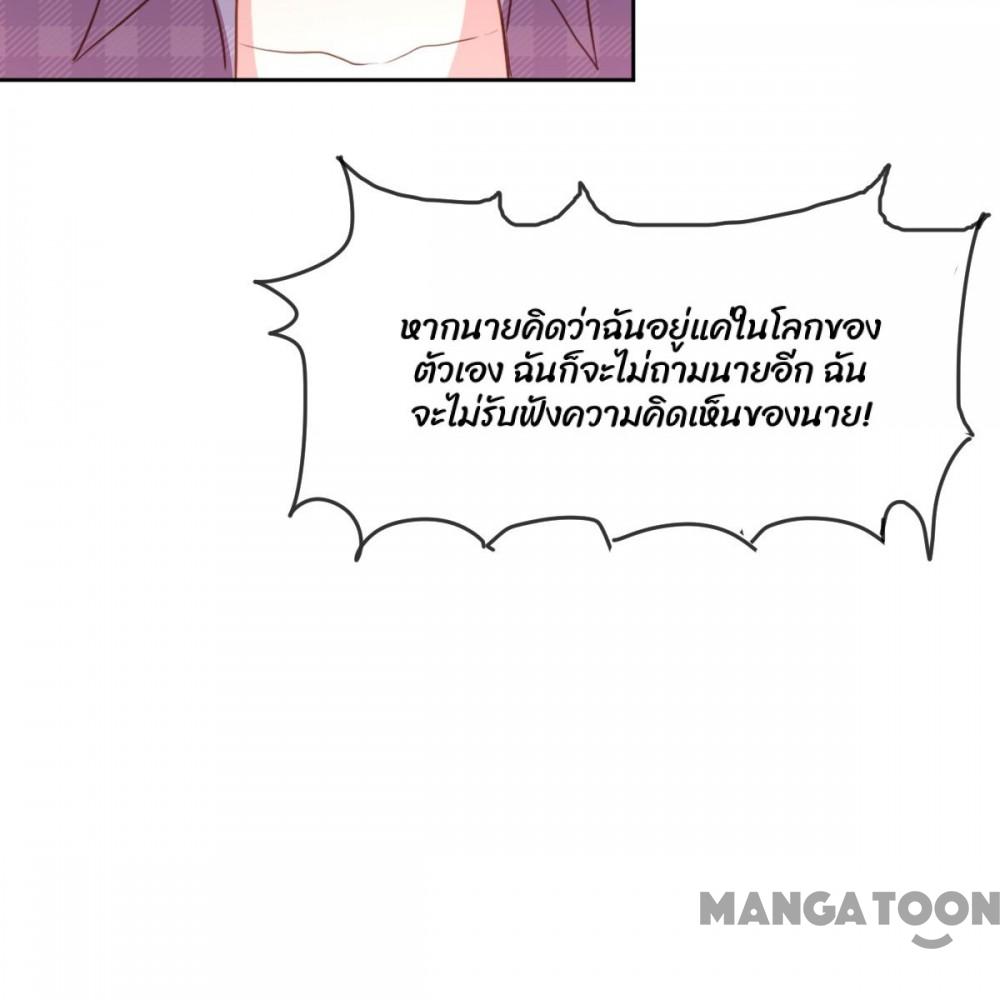 หากนายคิดว่าฉันอยู่แค่ในโลกของ
ตัวเอง ฉันก็จะไม่ถามนายอีก ฉัน
จะไม่รับฟังความคิดเห็นของนาย!
MANGATOON